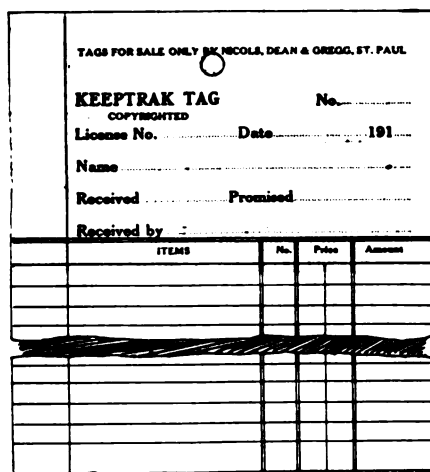 TAGS FOR SALE ONLY BY NICOLS, DEAN & GREGG, ST. PAUL
KEEPTRAK TAG No.
COPYRIGHTED
License No. Date 191
Name
Received Promised
Received by
ITEMS No. Price Amount